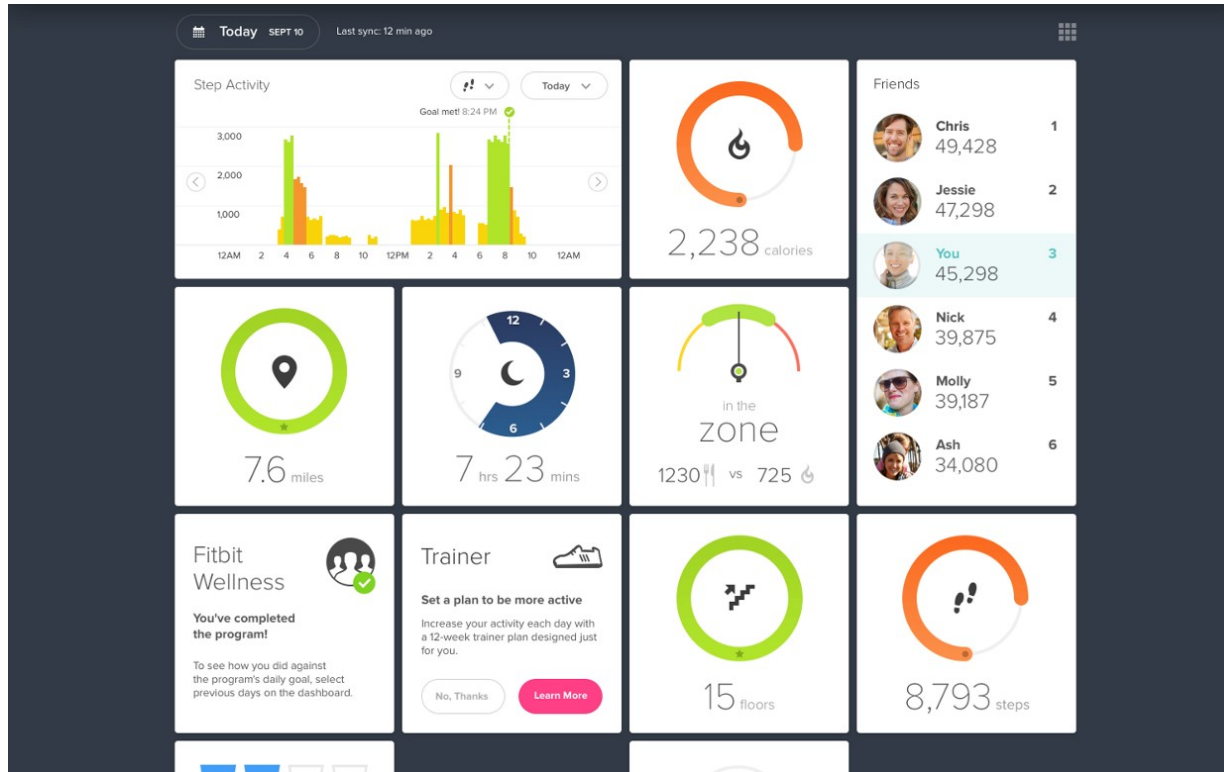 Today SEPT 10
Last sync: 12 min ago
Step Activity
Today
Goal met! 8:24 PM
3,000
2,000
1,000
12AM 2 4 6 8 10 12PM 2 4 6 8 10 12AM
2,238 calories
Friends
Chris 1
49,428
Jessie 2
47,298
You 3
45,298
Nick 4
39,875
Molly 5
39,187
Ash 6
34,080
7.6 miles
12
3
6
9
7 hrs 23 mins
in the
zone
1230 vs 725
Fitbit
Wellness
You've completed
the program!
To see how you did against
the program's daily goal, select
previous days on the dashboard.
Trainer
Set a plan to be more active
Increase your activity each day with
a 12-week trainer plan designed just
for you.
No, Thanks
Learn More
15 floors
8,793 steps